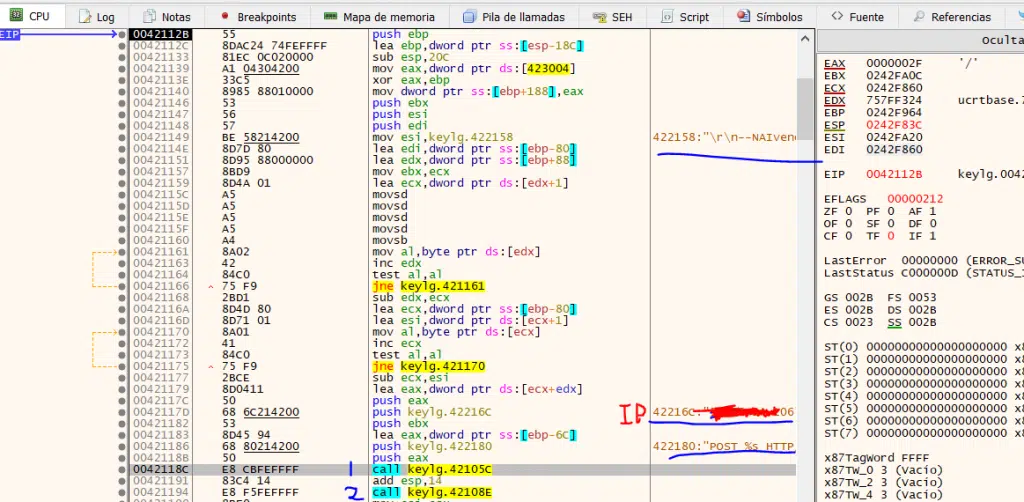 CPU Log Notas Breakpoints Mapa de memoria Pila de llamadas SEH Script Símbolos Fuente Referencias
EIP 0042112B 55 push ebp
0042112C 8DAC24 74FEFFFF lea ebp,dword ptr ss:[esp-18C]
00421133 81EC 0C020000 sub esp,20C
00421139 A1 04304200 mov eax,dword ptr ds:[423004]
0042113E 33C5 xor eax,ebp
00421140 8985 88010000 mov dword ptr ss:[ebp+188],eax
00421146 53 push ebx
00421147 56 push esi
00421148 57 push edi
00421149 BE 58214200 mov esi,keylg.422158 422158:"\r\n--NAIven
0042114E 8D7D 80 lea edi,dword ptr ss:[ebp-80]
00421151 8D95 88000000 lea edx,dword ptr ss:[ebp+88]
00421157 8BD9 mov ebx,ecx
00421159 8D4A 01 lea ecx,dword ptr ds:[edx+1]
0042115C A5 movsd
0042115D A5 movsd
0042115E A5 movsd
0042115F A5 movsd
00421160 A4 movsb
00421161 8A02 mov al,byte ptr ds:[edx]
00421163 42 inc edx
00421164 84C0 test al,al
00421166 75 F9 jne keylg.421161
00421168 2BD1 sub edx,ecx
0042116A 8D4D 80 lea ecx,dword ptr ss:[ebp-80]
0042116D 8D71 01 lea esi,dword ptr ds:[ecx+1]
00421170 8A01 mov al,byte ptr ds:[ecx]
00421172 41 inc ecx
00421173 84C0 test al,al
00421175 75 F9 jne keylg.421170
00421177 2BCE sub ecx,esi
00421179 8D0411 lea eax,dword ptr ds:[ecx+edx]
0042117C 50 push eax
0042117D 68 6C214200 push keylg.42216C IP 42216C:" 206
00421182 53 push ebx
00421183 8D45 94 lea eax,dword ptr ss:[ebp-6C]
00421186 68 80214200 push keylg.422180 422180:"POST %s HTTP
0042118B 50 push eax
0042118C E8 CBFEFFFF 1 call keylg.42105C
00421191 83C4 14 add esp,14
00421194 E8 F5FEFFFF 2 call keylg.42108E
Oculta
EAX 0000002F '/'
EBX 0242FA0C
ECX 0242F860
EDX 757FF324 ucrtbase.7
EBP 0242F964
ESP 0242F83C
ESI 0242FA20
EDI 0242F860
EIP 0042112B keylg.0042
EFLAGS 00000212
ZF 0 PF 0 AF 1
OF 0 SF 0 DF 0
CF 0 TF 0 IF 1
LastError 00000000 (ERROR_SU
LastStatus C000000D (STATUS_I
GS 002B FS 0053
ES 002B DS 002B
CS 0023 SS 002B
ST(0) 00000000000000000000 x8
ST(1) 00000000000000000000 x8
ST(2) 00000000000000000000 x8
ST(3) 00000000000000000000 x8
ST(4) 00000000000000000000 x8
ST(5) 00000000000000000000 x8
ST(6) 00000000000000000000 x8
ST(7) 00000000000000000000 x8
x87TagWord FFFF
x87TW_0 3 (Vacío)
x87TW_2 3 (Vacío)
x87TW_4 3 (Vacío)